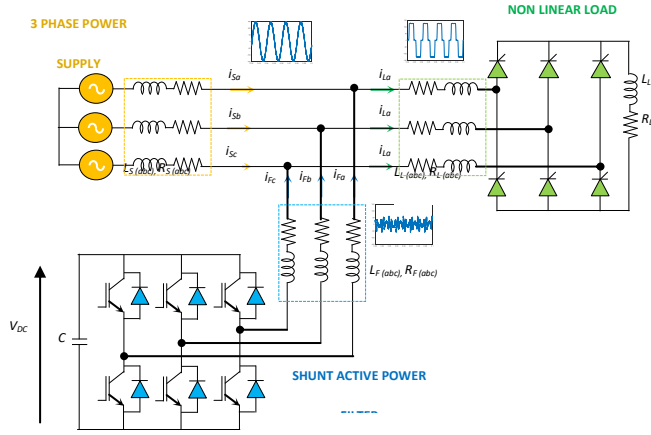 3 PHASE POWER
SUPPLY
NON LINEAR LOAD
iSa
iLa
iSb
iLa
iSc
iLa
LS (abc), RS (abc)
LL (abc), RL (abc)
LL
RL
iFc
iFb
iFa
LF (abc), RF (abc)
VDC
C
SHUNT ACTIVE POWER
FILTER